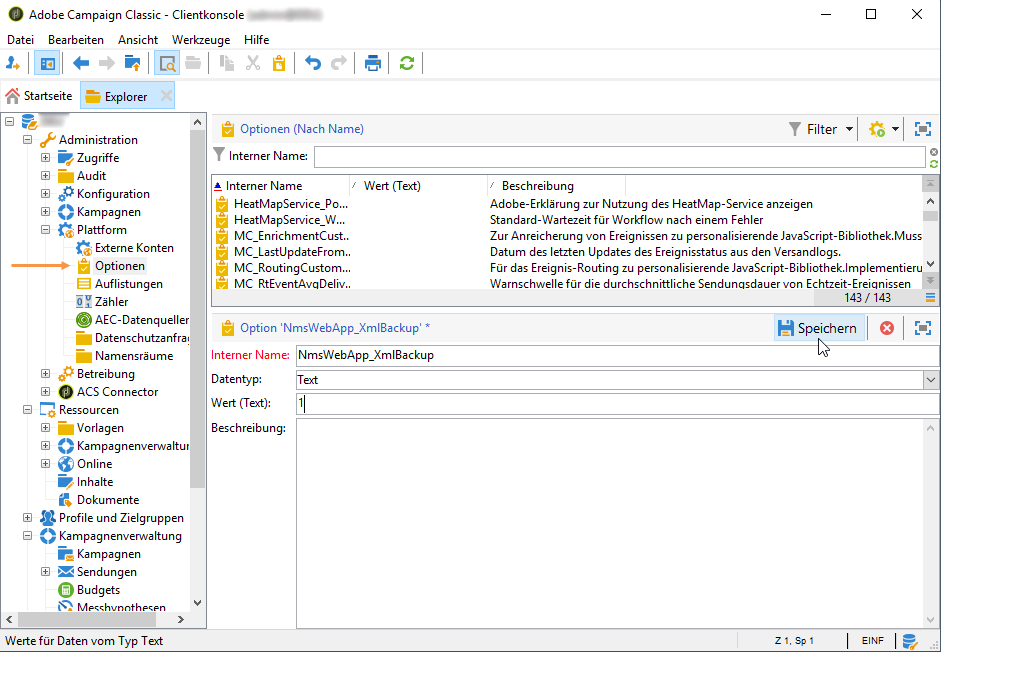 Adobe Campaign Classic - Clientkonsole
Datei Bearbeiten Ansicht Werkzeuge Hilfe
Startseite Explorer
Administration
Zugriffe
Audit
Konfiguration
Kampagnen
Plattform
Externe Konten
Optionen
Auflistungen
Zähler
AEC-Datenqueller
Datenschutzanfra
Namensräume
Betreibung
ACS Connector
Ressourcen
Vorlagen
Kampagnenverwaltur
Online
Inhalte
Dokumente
Profile und Zielgruppen
Kampagnenverwaltung
Kampagnen
Sendungen
Budgets
Messhypothesen
Optionen (Nach Name) Filter
Interner Name:
Interner Name Wert (Text) Beschreibung
HeatMapService_Po... Adobe-Erklärung zur Nutzung des HeatMap-Service anzeigen
HeatMapService_W... Standard-Wartezeit für Workflow nach einem Fehler
MC_EnrichmentCust.. Zur Anreicherung von Ereignissen zu personalisierende JavaScript-Bibliothek.Muss
MC_LastUpdateFrom.. Datum des letzten Updates des Ereignisstatus aus den Versandlogs.
MC_RoutingCustom... Für das Ereignis-Routing zu personalisierende JavaScript-Bibliothek.Implementieru
MC_RtEventAvgDeliv.. Warnschwelle für die durchschnittliche Sendungsdauer von Echtzeit-Ereignissen
143 / 143
Option 'NmsWebApp_XmlBackup' * Speichern
Interner Name: NmsWebApp_XmlBackup
Datentyp: Text
Wert (Text): 1
Beschreibung:
Werte für Daten vom Typ Text Z 1, Sp 1 EINF